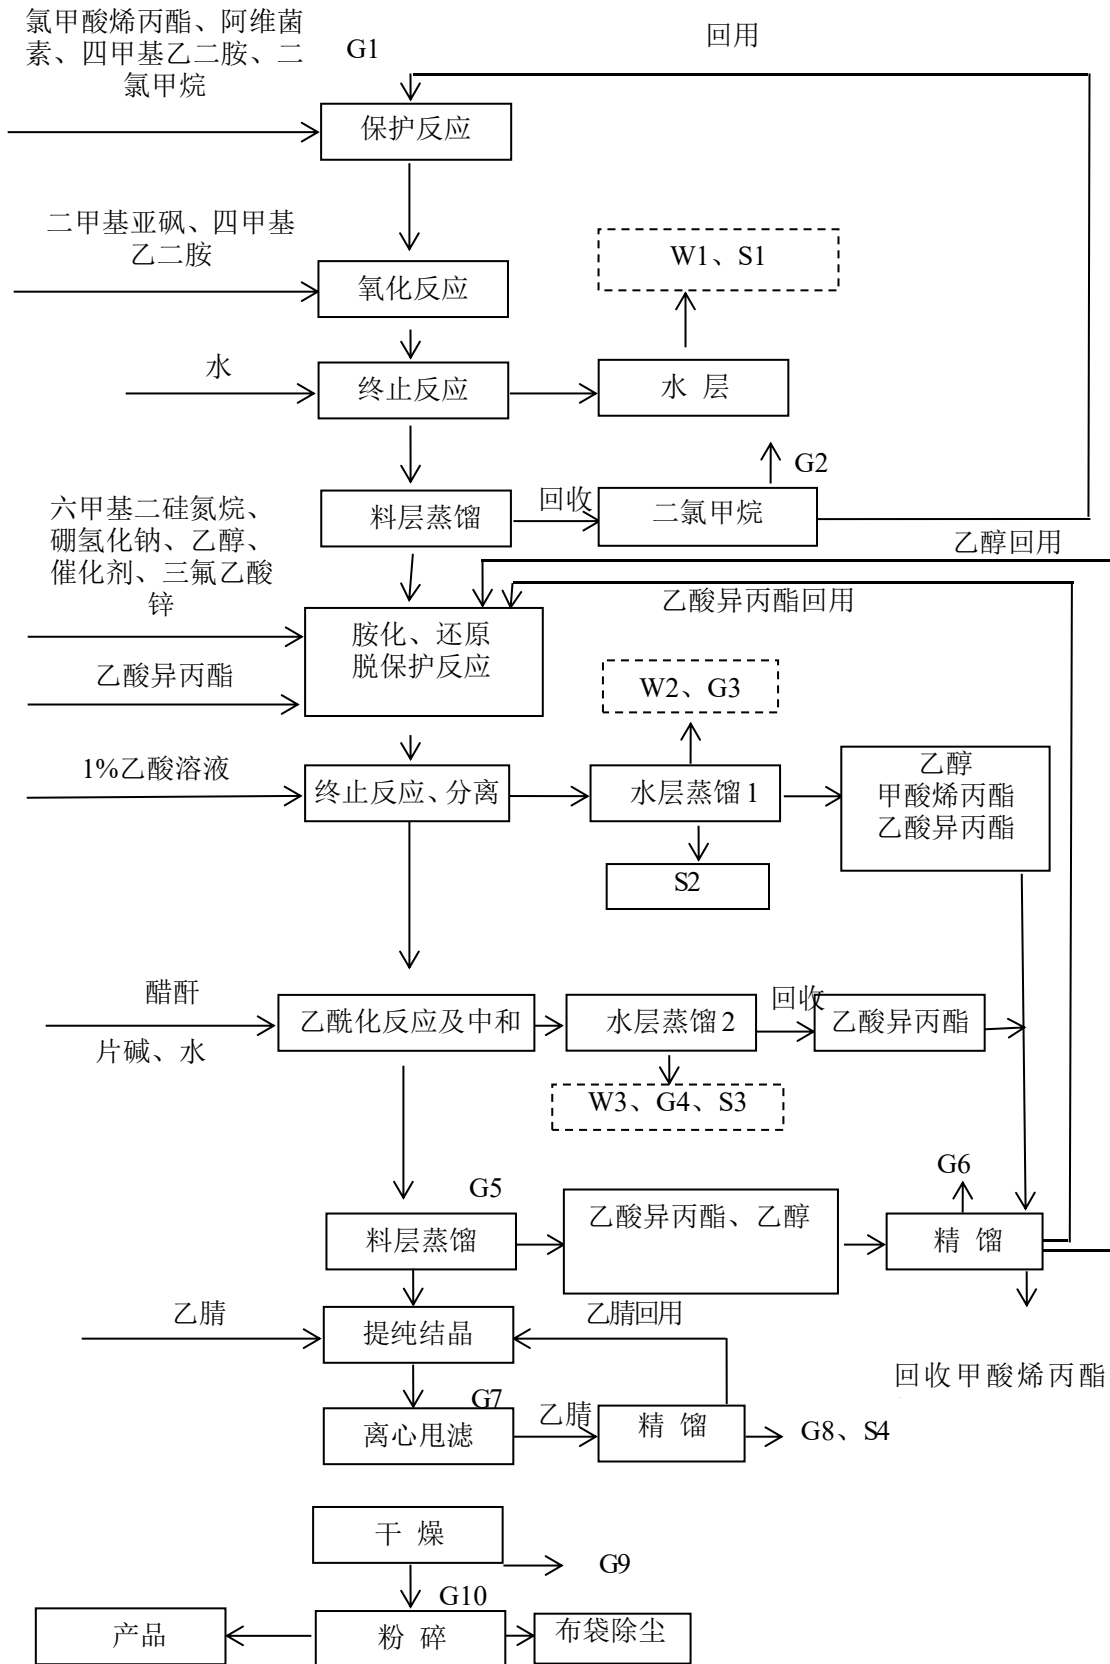 氯甲酸烯丙酯、阿维菌
素、四甲基乙二胺、二
氯甲烷
G1
回用
保护反应
二甲基亚砜、四甲基
乙二胺
W1、S1
氧化反应
水
终止反应
水 层
G2
六甲基二硅氮烷、
硼氢化钠、乙醇、
催化剂、三氟乙酸
锌
料层蒸馏
回收
二氯甲烷
乙醇回用
乙酸异丙酯回用
胺化、还原
脱保护反应
乙酸异丙酯
W2、G3
1%乙酸溶液
终止反应、分离
水层蒸馏1
乙醇
甲酸烯丙酯
乙酸异丙酯
S2
醋酐
片碱、水
乙酰化反应及中和
水层蒸馏2
回收
乙酸异丙酯
W3、G4、S3
G5
G6
料层蒸馏
乙酸异丙酯、乙醇
精 馏
乙腈
提纯结晶
乙腈回用
回收甲酸烯丙酯
G7
离心甩滤
乙腈
精 馏
G8、S4
干 燥
G9
G10
产品
粉 碎
布袋除尘